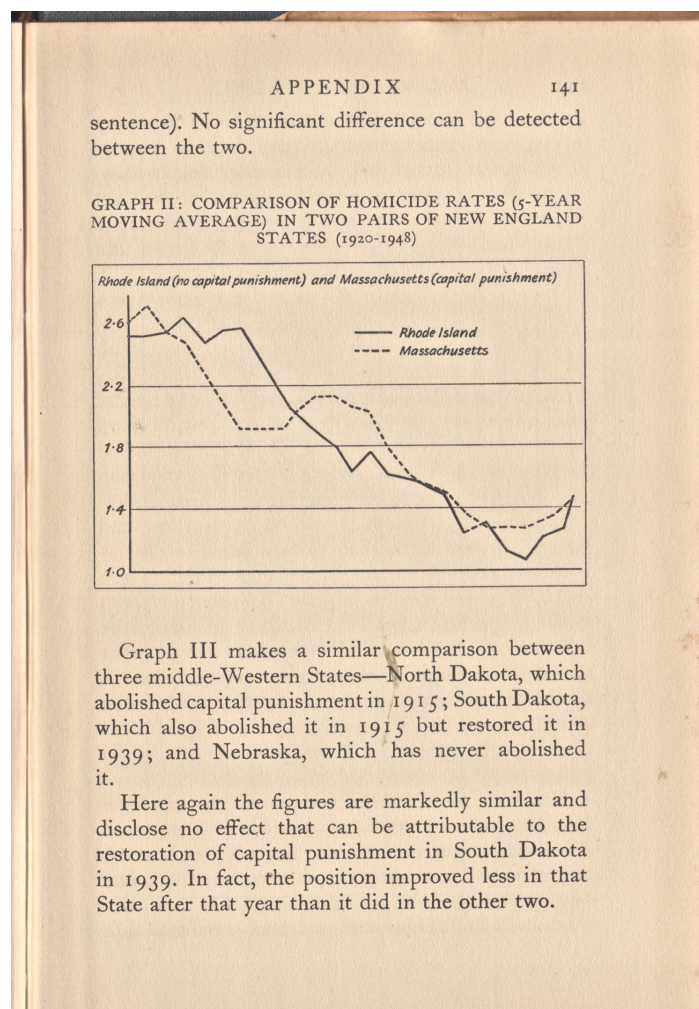 APPENDIX 141
sentence). No significant difference can be detected
between the two.
GRAPH II: COMPARISON OF HOMICIDE RATES (5-YEAR
MOVING AVERAGE) IN TWO PAIRS OF NEW ENGLAND
STATES (1920-1948)
Rhode Island (no capital punishment) and Massachusetts (capital punishment)
2·6
Rhode Island
Massachusetts
2·2
1·8
1·4
1·0
Graph III makes a similar comparison between
three middle-Western States—North Dakota, which
abolished capital punishment in 1915; South Dakota,
which also abolished it in 1915 but restored it in
1939; and Nebraska, which has never abolished
it.
Here again the figures are markedly similar and
disclose no effect that can be attributable to the
restoration of capital punishment in South Dakota
in 1939. In fact, the position improved less in that
State after that year than it did in the other two.